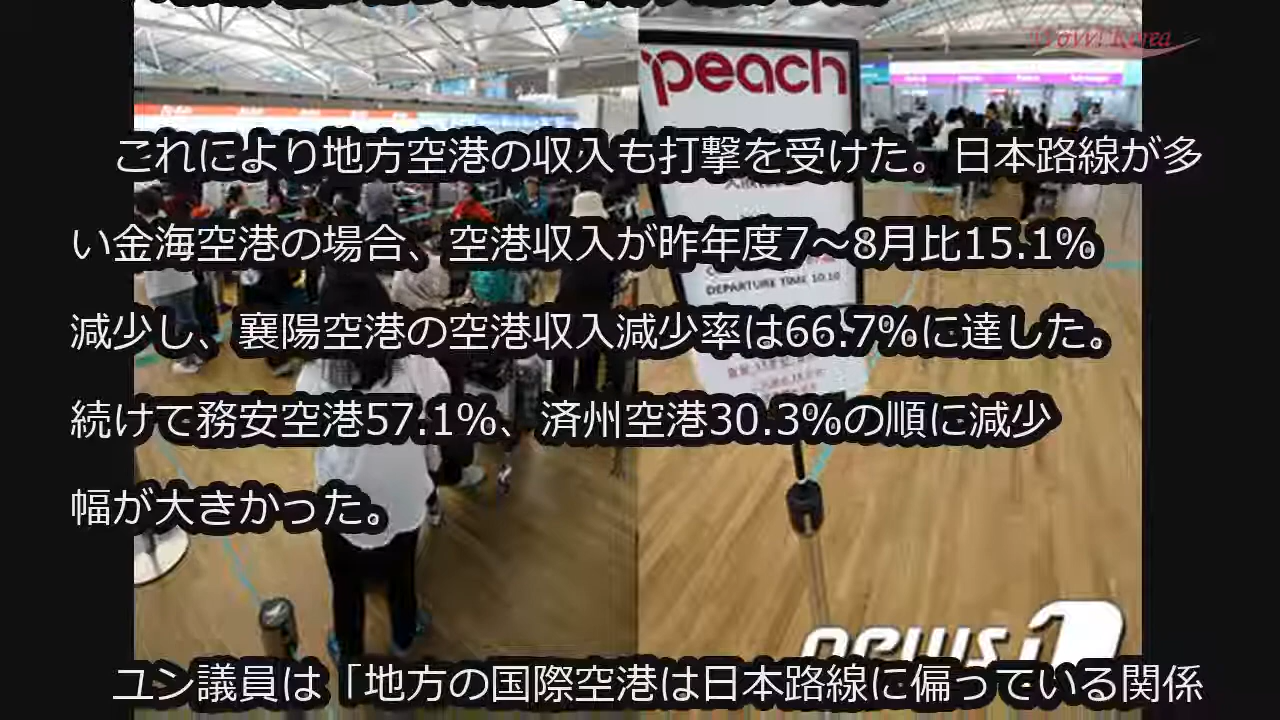 Wow! Korea
peach
DEPARTURE TIME 10:10
これにより地方空港の収入も打撃を受けた。日本路線が多
い金海空港の場合、空港収入が昨年度7～8月比15.1%
減少し、襄陽空港の空港収入減少率は66.7%に達した。
続けて務安空港57.1%、済州空港30.3%の順に減少
幅が大きかった。
news1
ユン議員は「地方の国際空港は日本路線に偏っている関係